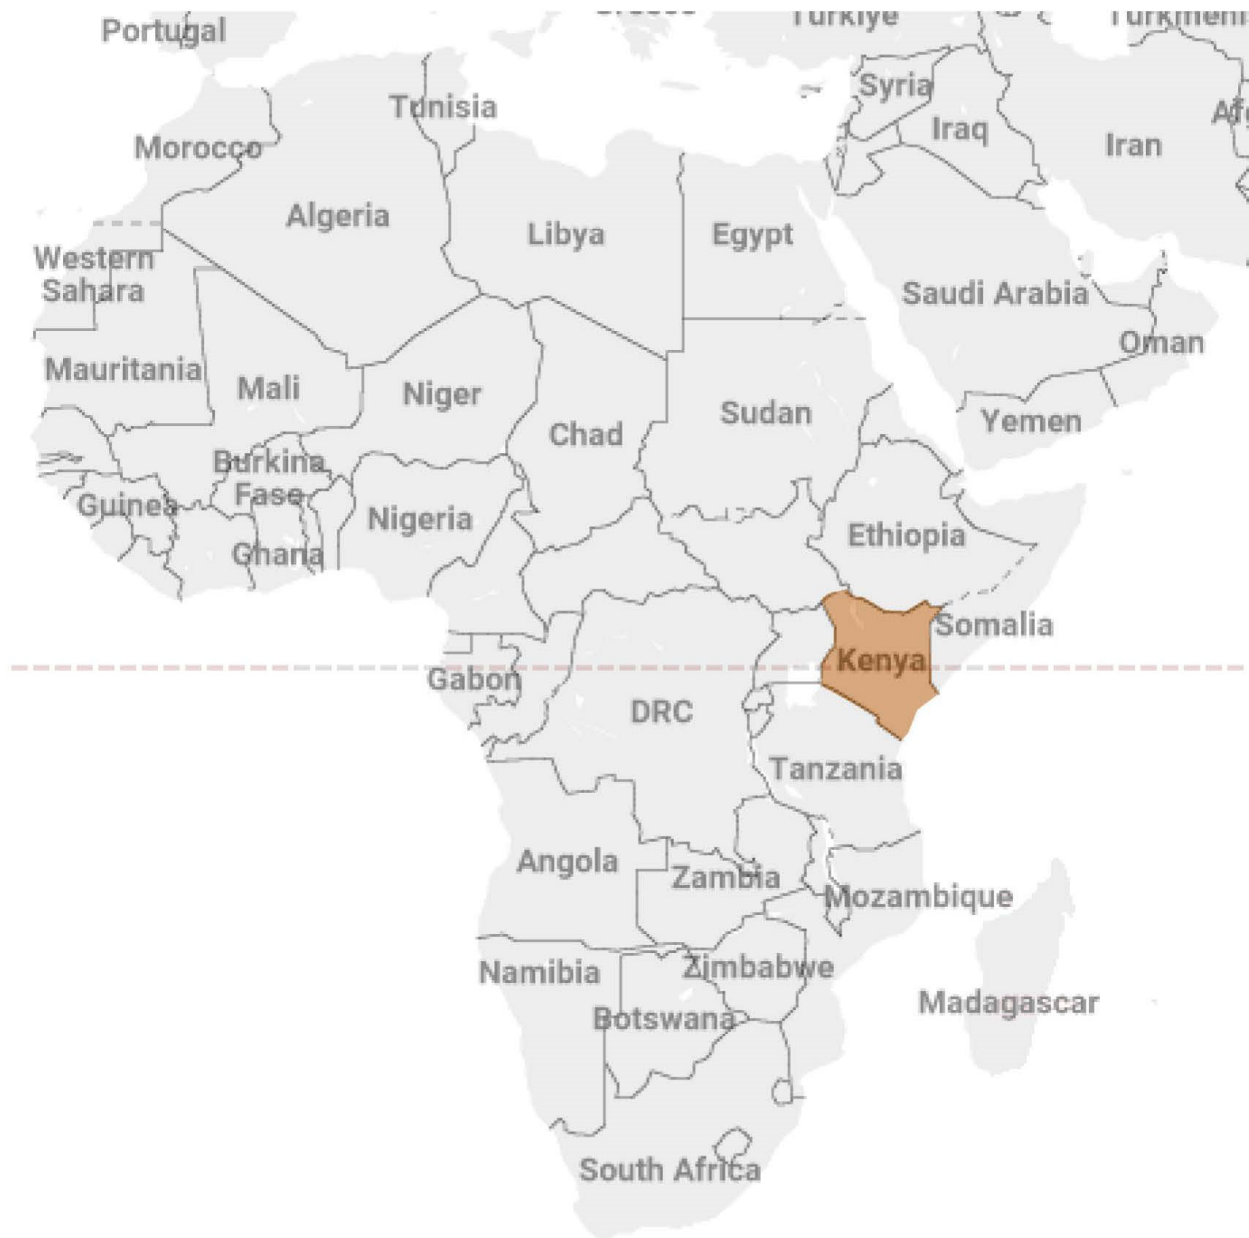 Türkiye
Portugal
Syria
Tunisia
Iraq
Morocco
Iran
Algeria
Libya
Egypt
Western
Sahara
Saudi Arabia
Oman
Mauritania
Mali
Niger
Sudan
Yemen
Chad
Burkina
Faso
Guinea
Nigeria
Ethiopia
Ghana
Somalia
Kenya
Gabon
DRC
Tanzania
Angola
Zambia
Mozambique
Zimbabwe
Namibia
Madagascar
Botswana
South Africa